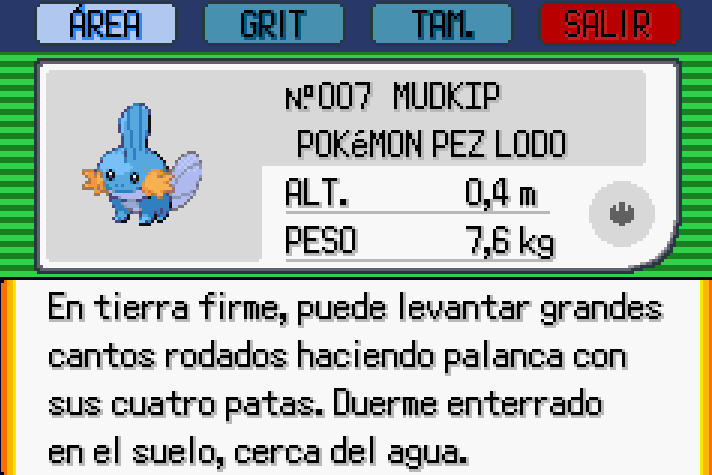 ÁREA GRIT TAM. SALIR
Nº007 MUDKIP
POKéMON PEZ LODO
ALT. 0,4 m
PESO 7,6 kg
En tierra firme, puede levantar grandes
cantos rodados haciendo palanca con
sus cuatro patas. Duerme enterrado
en el suelo, cerca del agua.